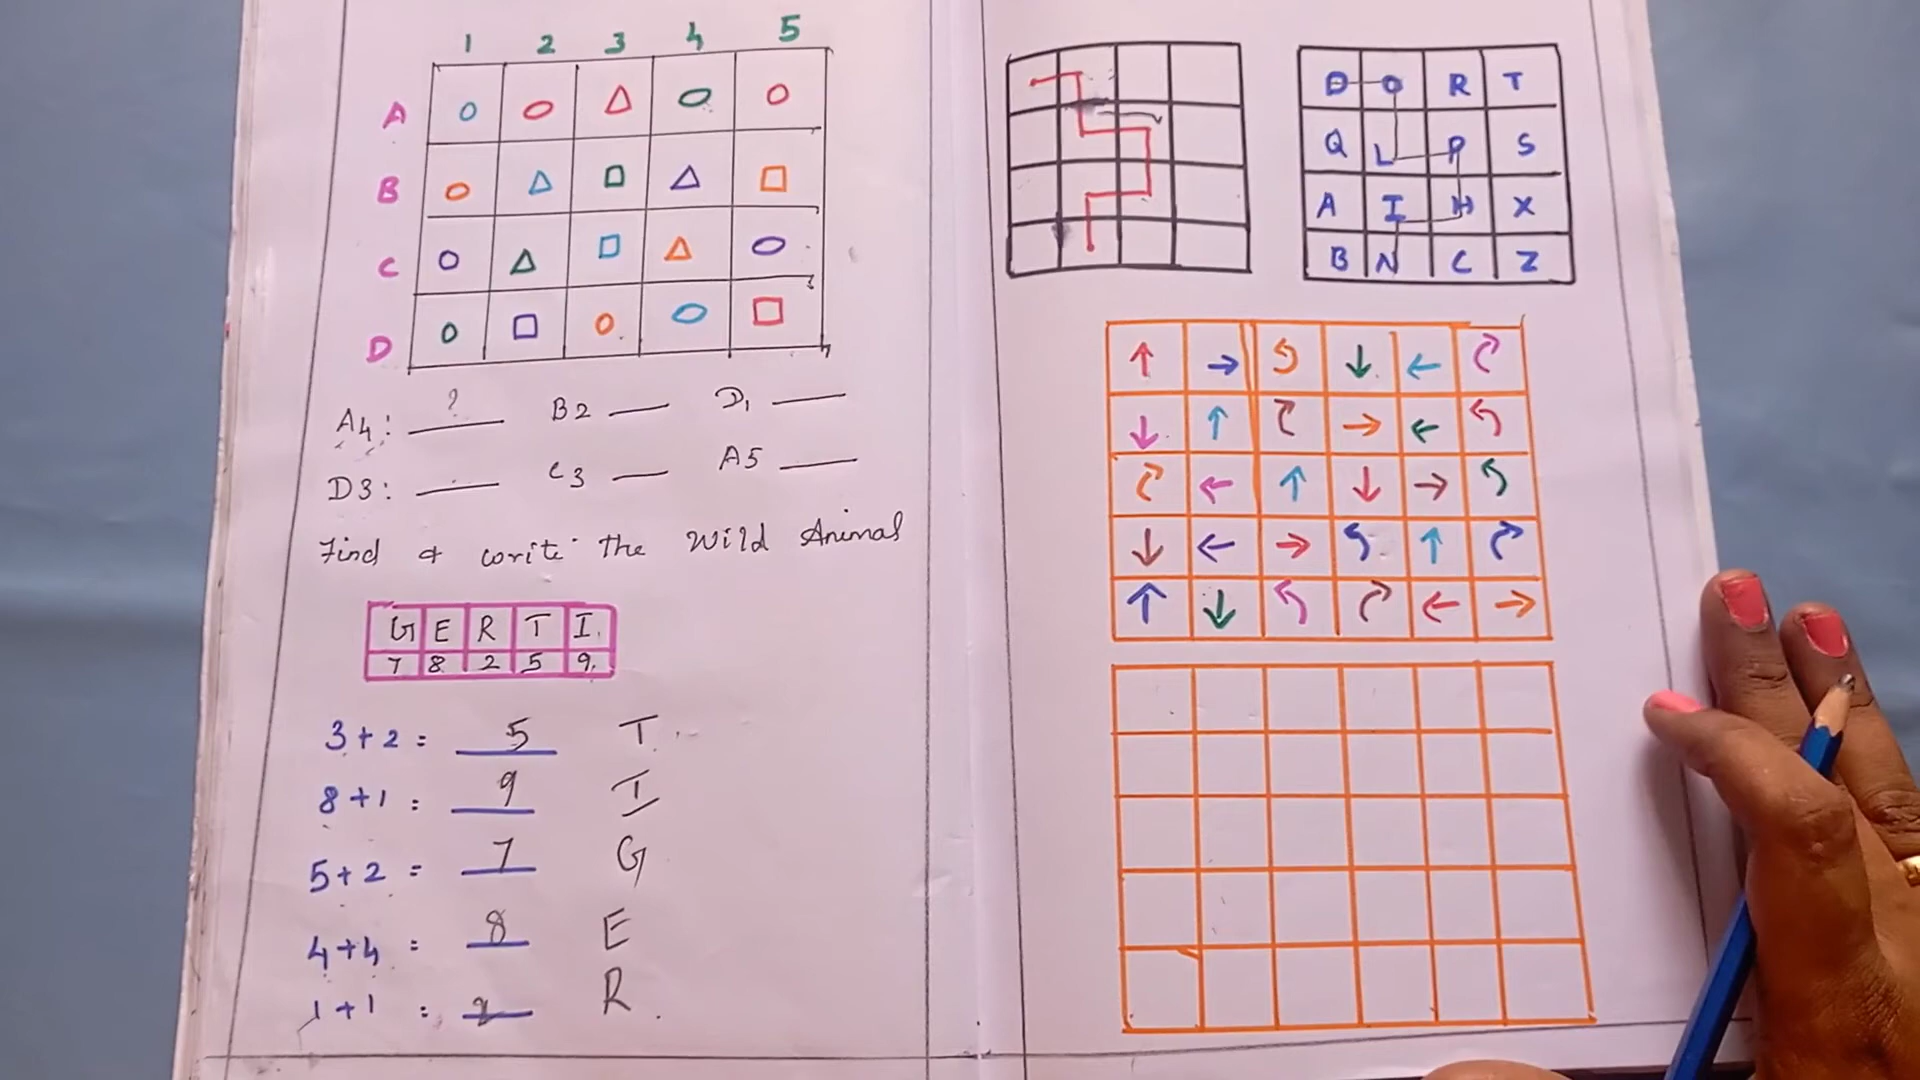 1 2 3 4 5
A
B
C
D
A4: ? B2 D1
D3: C3 A5
Find & write the Wild Animal
G E R T I
7 8 2 5 9
3+2 = 5 T
8+1 = 9 I
5+2 = 7 G
4+4 = 8 E
1+1 = 2 R
D O R T
Q L P S
A I H X
B N C Z